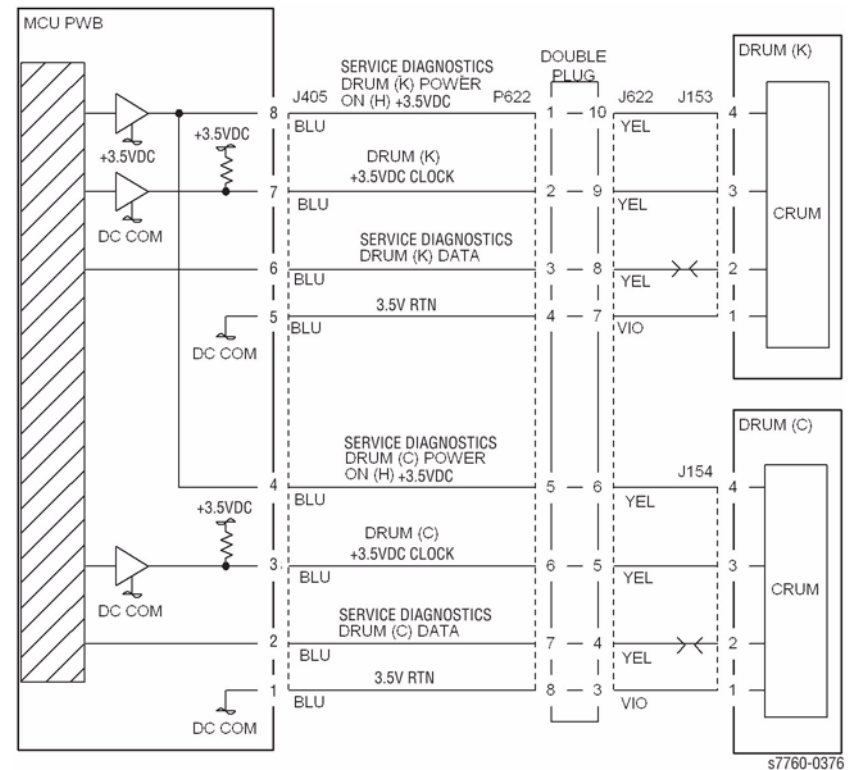 MCU PWB
DRUM (K)
DOUBLE
PLUG
SERVICE DIAGNOSTICS
DRUM (K) POWER
ON (H) +3.5VDC
8 J405 P622 1 10 J622 J153 4
BLU YEL
+3.5VDC
+3.5VDC
DRUM (K)
+3.5VDC CLOCK
7 2 9 3
BLU YEL
CRUM
DC COM
SERVICE DIAGNOSTICS
DRUM (K) DATA
6 3 8 2
BLU YEL
3.5V RTN
5 4 7 1
BLU VIO
DC COM
DRUM (C)
SERVICE DIAGNOSTICS
DRUM (C) POWER
ON (H) +3.5VDC
J154
4 5 6 4
BLU YEL
+3.5VDC
DRUM (C)
+3.5VDC CLOCK
3 6 5 3
BLU YEL
CRUM
DC COM
SERVICE DIAGNOSTICS
DRUM (C) DATA
2 7 4 2
BLU YEL
3.5V RTN
1 8 3 1
BLU VIO
DC COM
s7760-0376